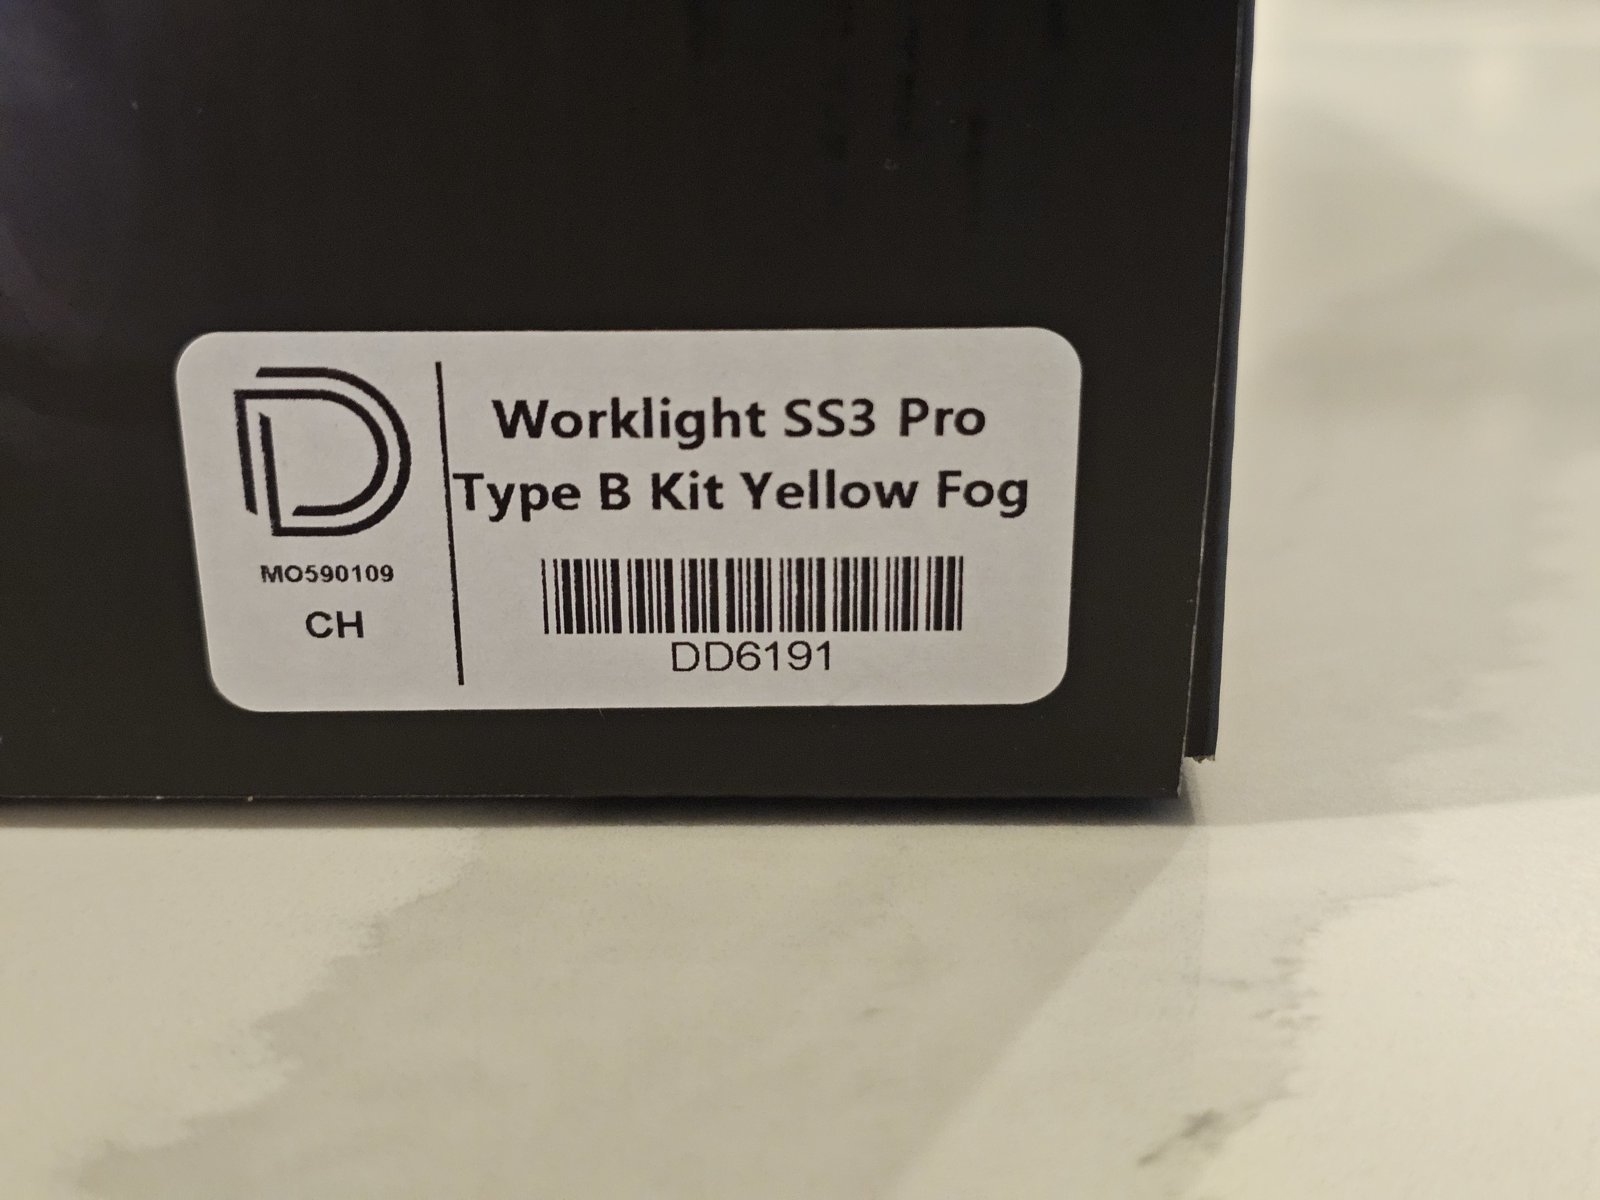 Worklight SS3 Pro
Type B Kit Yellow Fog
MO590109
CH
DD6191